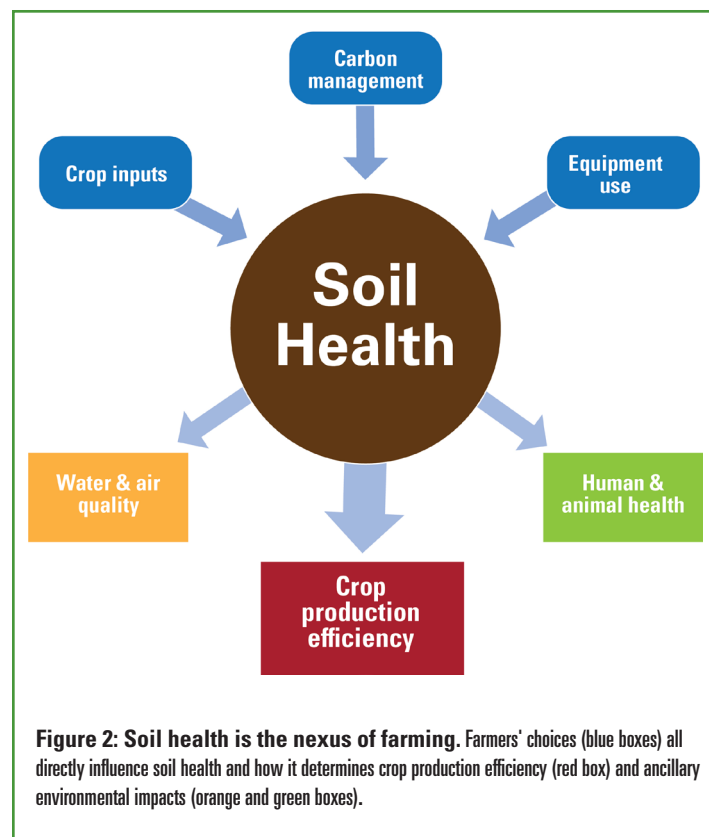 Carbon
management
Crop inputs
Equipment
use
Soil
Health
Water & air
quality
Human &
animal health
Crop
production
efficiency
Figure 2: Soil health is the nexus of farming. Farmers' choices (blue boxes) all
directly influence soil health and how it determines crop production efficiency (red box) and ancillary
environmental impacts (orange and green boxes).